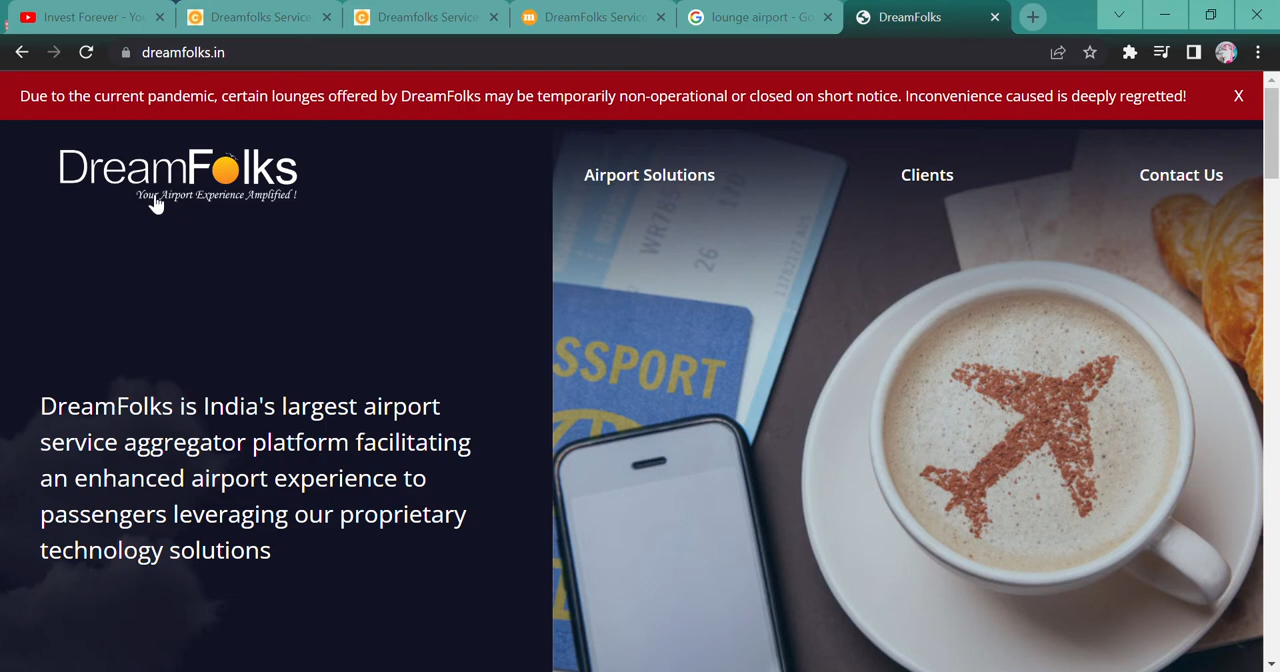 Invest Forever - You
Dreamfolks Service
Dreamfolks Service
DreamFolks Service
lounge airport - Go
DreamFolks
dreamfolks.in
Due to the current pandemic, certain lounges offered by DreamFolks may be temporarily non-operational or closed on short notice. Inconvenience caused is deeply regretted!
X
DreamFolks
Your Airport Experience Amplified !
Airport Solutions
Clients
Contact Us
DreamFolks is India's largest airport
service aggregator platform facilitating
an enhanced airport experience to
passengers leveraging our proprietary
technology solutions
SSPORT
26